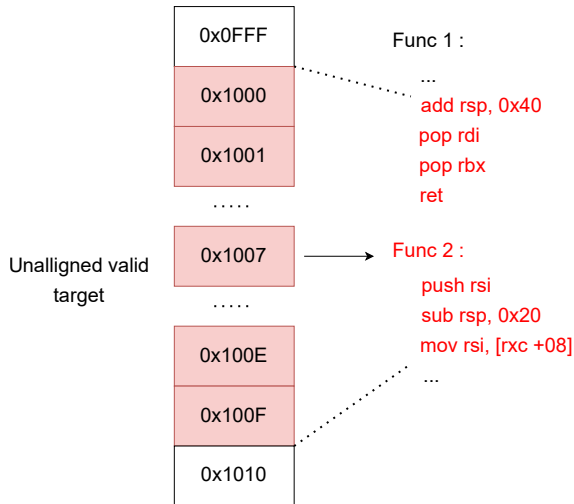 0x0FFF
0x1000
0x1001
.....
0x1007
.....
0x100E
0x100F
0x1010
Unalligned valid
target
Func 1 :
...
add rsp, 0x40
pop rdi
pop rbx
ret
Func 2 :
push rsi
sub rsp, 0x20
mov rsi, [rxc +08]
...